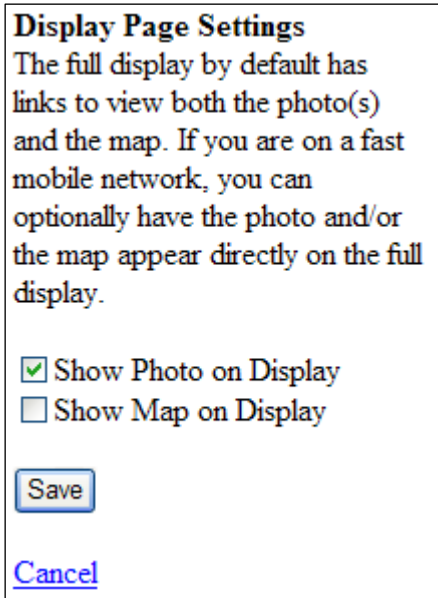 Display Page Settings
The full display by default has
links to view both the photo(s)
and the map. If you are on a fast
mobile network, you can
optionally have the photo and/or
the map appear directly on the full
display.
Show Photo on Display
Show Map on Display
Save
Cancel